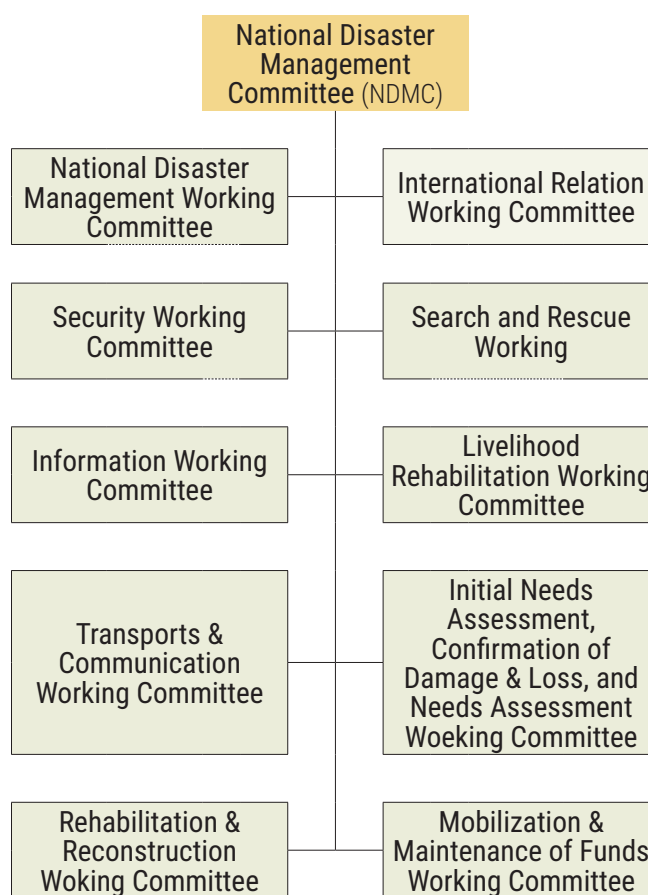 National Disaster
Management
Committee (NDMC)
National Disaster
Management Working
Committee
International Relation
Working Committee
Security Working
Committee
Search and Rescue
Working
Information Working
Committee
Livelihood
Rehabilitation Working
Committee
Transports &
Communication
Working Committee
Initial Needs
Assessment,
Confirmation of
Damage & Loss, and
Needs Assessment
Woeking Committee
Rehabilitation &
Reconstruction
Woking Committee
Mobilization &
Maintenance of Funds
Working Committee